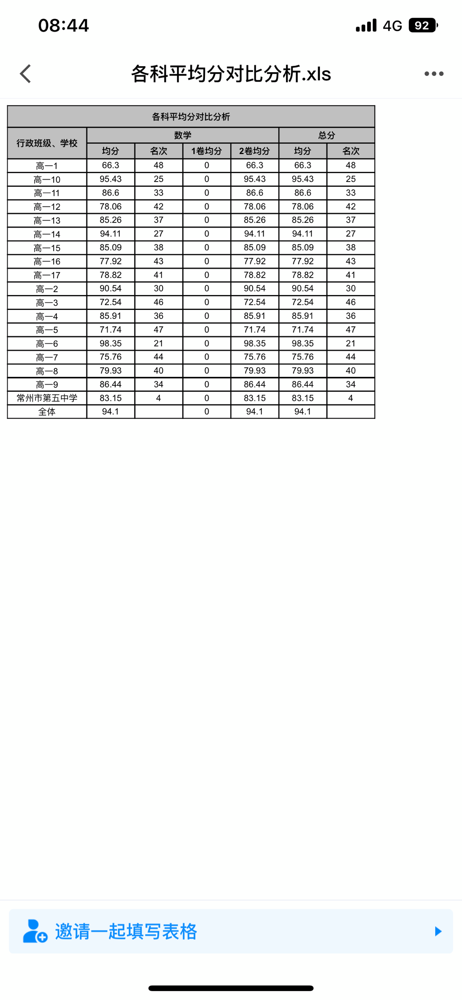 08:44
4G 92
各科平均分对比分析.xls
各科平均分对比分析
行政班级、学校 数学 总分
均分 名次 1卷均分 2卷均分 均分 名次
高一1 66.3 48 0 66.3 66.3 48
高一10 95.43 25 0 95.43 95.43 25
高一11 86.6 33 0 86.6 86.6 33
高一12 78.06 42 0 78.06 78.06 42
高一13 85.26 37 0 85.26 85.26 37
高一14 94.11 27 0 94.11 94.11 27
高一15 85.09 38 0 85.09 85.09 38
高一16 77.92 43 0 77.92 77.92 43
高一17 78.82 41 0 78.82 78.82 41
高一2 90.54 30 0 90.54 90.54 30
高一3 72.54 46 0 72.54 72.54 46
高一4 85.91 36 0 85.91 85.91 36
高一5 71.74 47 0 71.74 71.74 47
高一6 98.35 21 0 98.35 98.35 21
高一7 75.76 44 0 75.76 75.76 44
高一8 79.93 40 0 79.93 79.93 40
高一9 86.44 34 0 86.44 86.44 34
常州市第五中学 83.15 4 0 83.15 83.15 4
全体 94.1 0 94.1 94.1
邀请一起填写表格